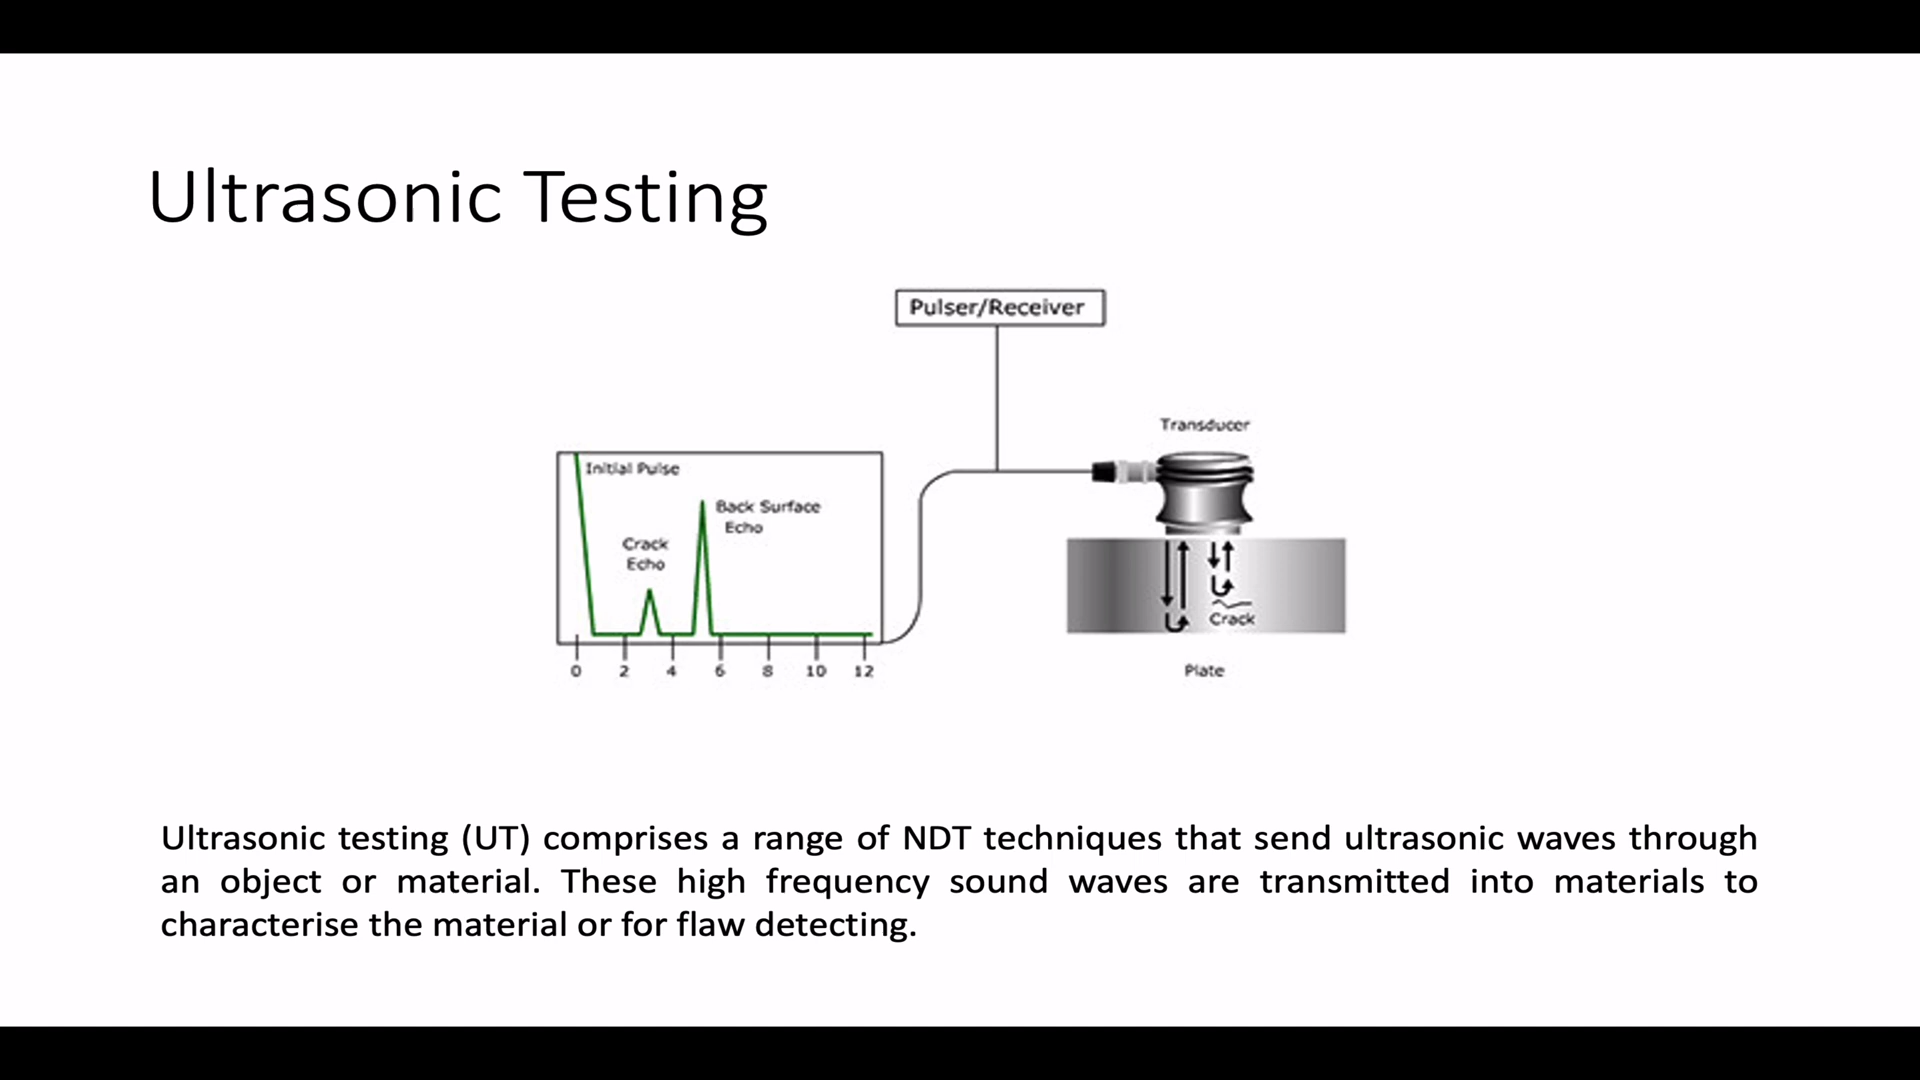 Ultrasonic Testing
Pulser/Receiver
Transducer
Initial Pulse
Back Surface
Echo
Crack
Echo
Crack
0 2 4 6 8 10 12
Plate
Ultrasonic testing (UT) comprises a range of NDT techniques that send ultrasonic waves through
an object or material. These high frequency sound waves are transmitted into materials to
characterise the material or for flaw detecting.